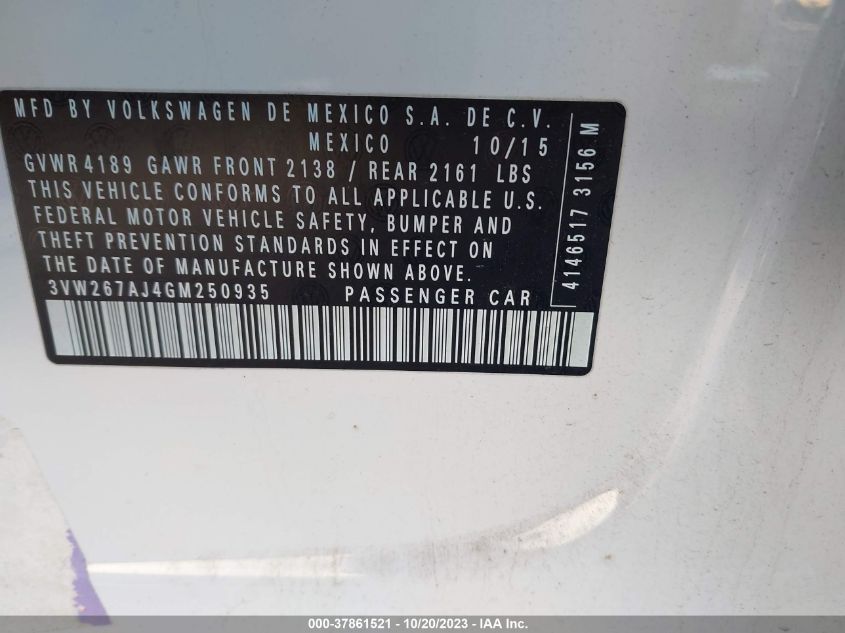 MFD BY VOLKSWAGEN DE MEXICO S.A. DE C.V.
MEXICO 10/15
GVWR 4189 GAWR FRONT 2138 / REAR 2161 LBS
THIS VEHICLE CONFORMS TO ALL APPLICABLE U.S.
FEDERAL MOTOR VEHICLE SAFETY, BUMPER AND
THEFT PREVENTION STANDARDS IN EFFECT ON
THE DATE OF MANUFACTURE SHOWN ABOVE.
3VW267AJ4GM250935 PASSENGER CAR
4146517 3156 M
000-37861521 - 10/20/2023 - IAA Inc.